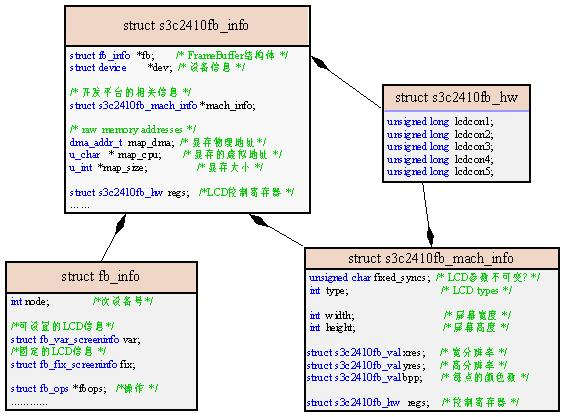 struct s3c2410fb_info
struct fb_info *fb; /* FrameBuffer结构体 */
struct device *dev; /* 设备信息 */
/* 开发平台的相关信息 */
struct s3c2410fb_mach_info *mach_info;
/* raw memory addresses */
dma_addr_t map_dma; /* 显存物理地址*/
u_char * map_cpu; /* 显存的虚拟地址 */
u_int *map_size; /* 显存大小 */
struct s3c2410fb_hw regs; /*LCD控制寄存器 */
......
struct s3c2410fb_hw
unsigned long lcdcon1;
unsigned long lcdcon2;
unsigned long lcdcon3;
unsigned long lcdcon4;
unsigned long lcdcon5;
struct fb_info
int node; /*次设备号*/
/*可设置的LCD信息*/
struct fb_var_screeninfo var;
/*固定的LCD信息*/
struct fb_fix_screeninfo fix;
struct fb_ops *fbops; /*操作 */
............
struct s3c2410fb_mach_info
unsigned char fixed_syncs; /* LCD参数不可变? */
int type; /* LCD types */
int width; /* 屏幕宽度 */
int height; /* 屏幕高度 */
struct s3c2410fb_val xres; /* 宽分辨率 */
struct s3c2410fb_val yres; /* 高分辨率 */
struct s3c2410fb_val bpp; /* 每点的颜色数 */
struct s3c2410fb_hw regs; /*控制寄存器 */